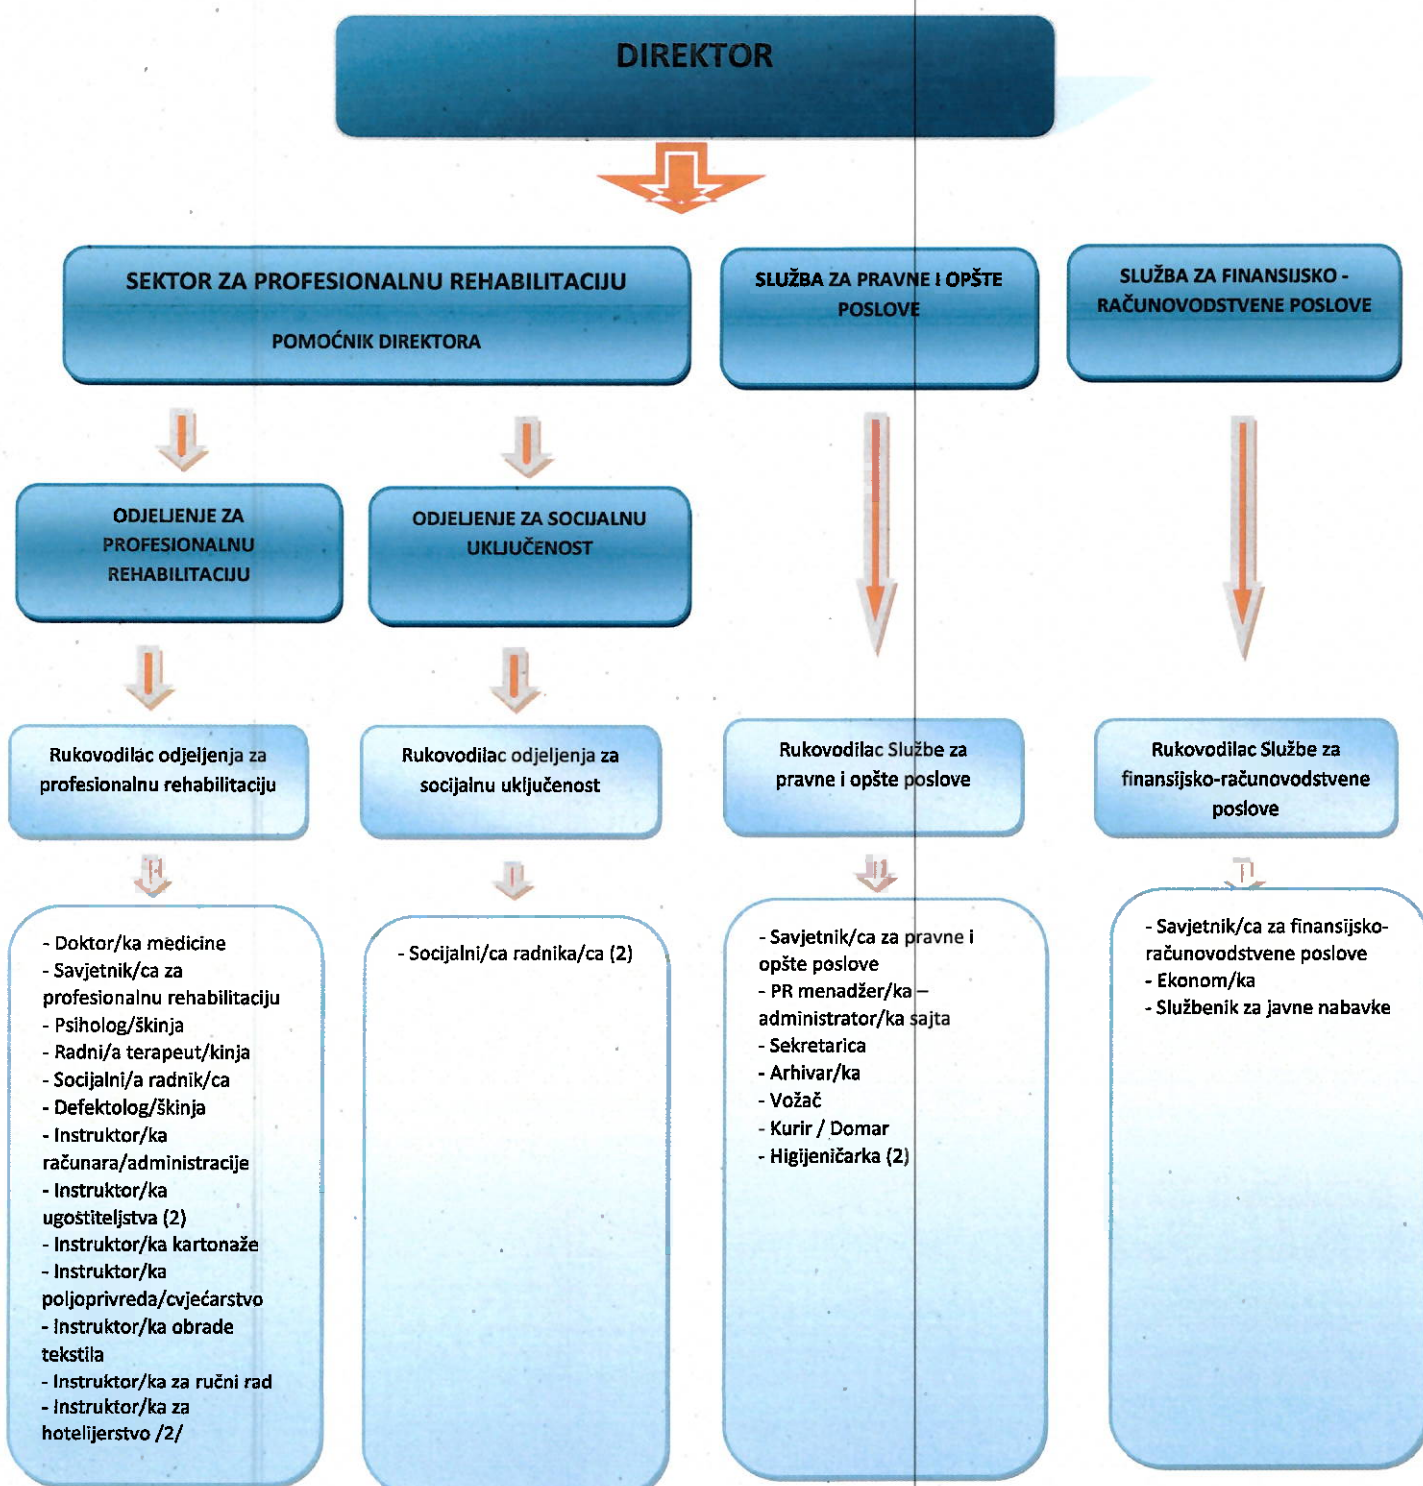 DIREKTOR
SEKTOR ZA PROFESIONALNU REHABILITACIJU
POMOĆNIK DIREKTORA
SLUŽBA ZA PRAVNE I OPŠTE
POSLOVE
SLUŽBA ZA FINANSIJSKO -
RAČUNOVODSTVENE POSLOVE
ODJELJENJE ZA
PROFESIONALNU
REHABILITACIJU
ODJELJENJE ZA SOCIJALNU
UKLJUČENOST
Rukovodilac odjeljenja za
profesionalnu rehabilitaciju
Rukovodilac odjeljenja za
socijalnu uključenost
Rukovodilac Službe za
pravne i opšte poslove
Rukovodilac Službe za
finansijsko-računovodstvene
poslove
- Doktor/ka medicine
- Savjetnik/ca za
profesionalnu rehabilitaciju
- Psiholog/škinja
- Radni/a terapeut/kinja
- Socijalni/a radnik/ca
- Defektolog/škinja
- Instruktor/ka
računara/administracije
- Instruktor/ka
ugostiteljstva (2)
- Instruktor/ka kartonaže
- Instruktor/ka
poljoprivreda/cvjećarstvo
- Instruktor/ka obrade
tekstila
- Instruktor/ka za ručni rad
- Instruktor/ka za
hotelijerstvo /2/
- Socijalni/ca radnika/ca (2)
- Savjetnik/ca za pravne i
opšte poslove
- PR menadžer/ka –
administrator/ka sajta
- Sekretarica
- Arhivar/ka
- Vožač
- Kurir / Domar
- Higijeničarka (2)
- Savjetnik/ca za finansijsko-
računovodstvene poslove
- Ekonom/ka
- Službenik za javne nabavke